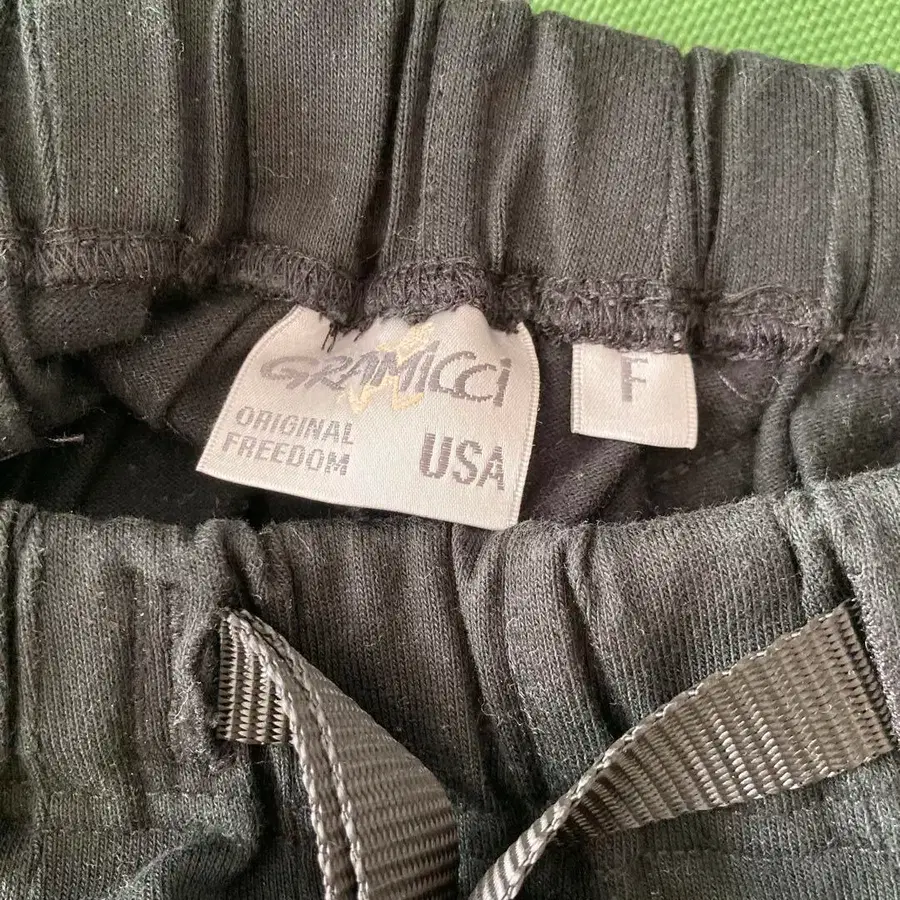 GRAMiCCi
ORIGINAL
FREEDOM
USA
F